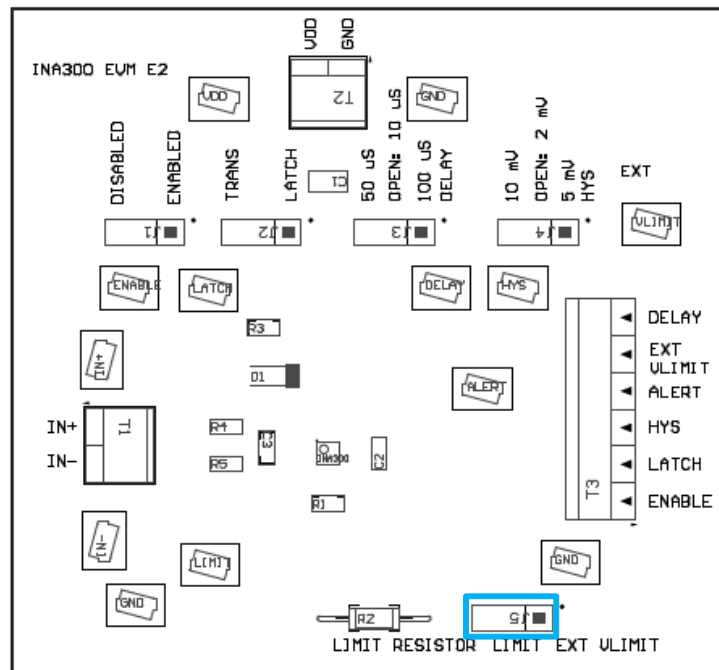 VDD
GND
INA300 EVM E2
VDD
T2
GND
DISABLED
ENABLED
TRANS
LATCH
C1
50 uS
OPEN: 10 uS
100 uS
DELAY
10 mV
OPEN: 2 mV
5 mV
HYS
EXT
VLIMIT
J1
J2
J3
J4
ENABLE
LATCH
DELAY
HYS
R3
IN+
D1
ALERT
DELAY
EXT
VLIMIT
ALERT
HYS
LATCH
ENABLE
T3
IN+
IN-
T1
R4
R5
C3
INA300
C2
R1
IN-
LIMIT
GND
GND
R2
J5
LIMIT RESISTOR LIMIT EXT VLIMIT